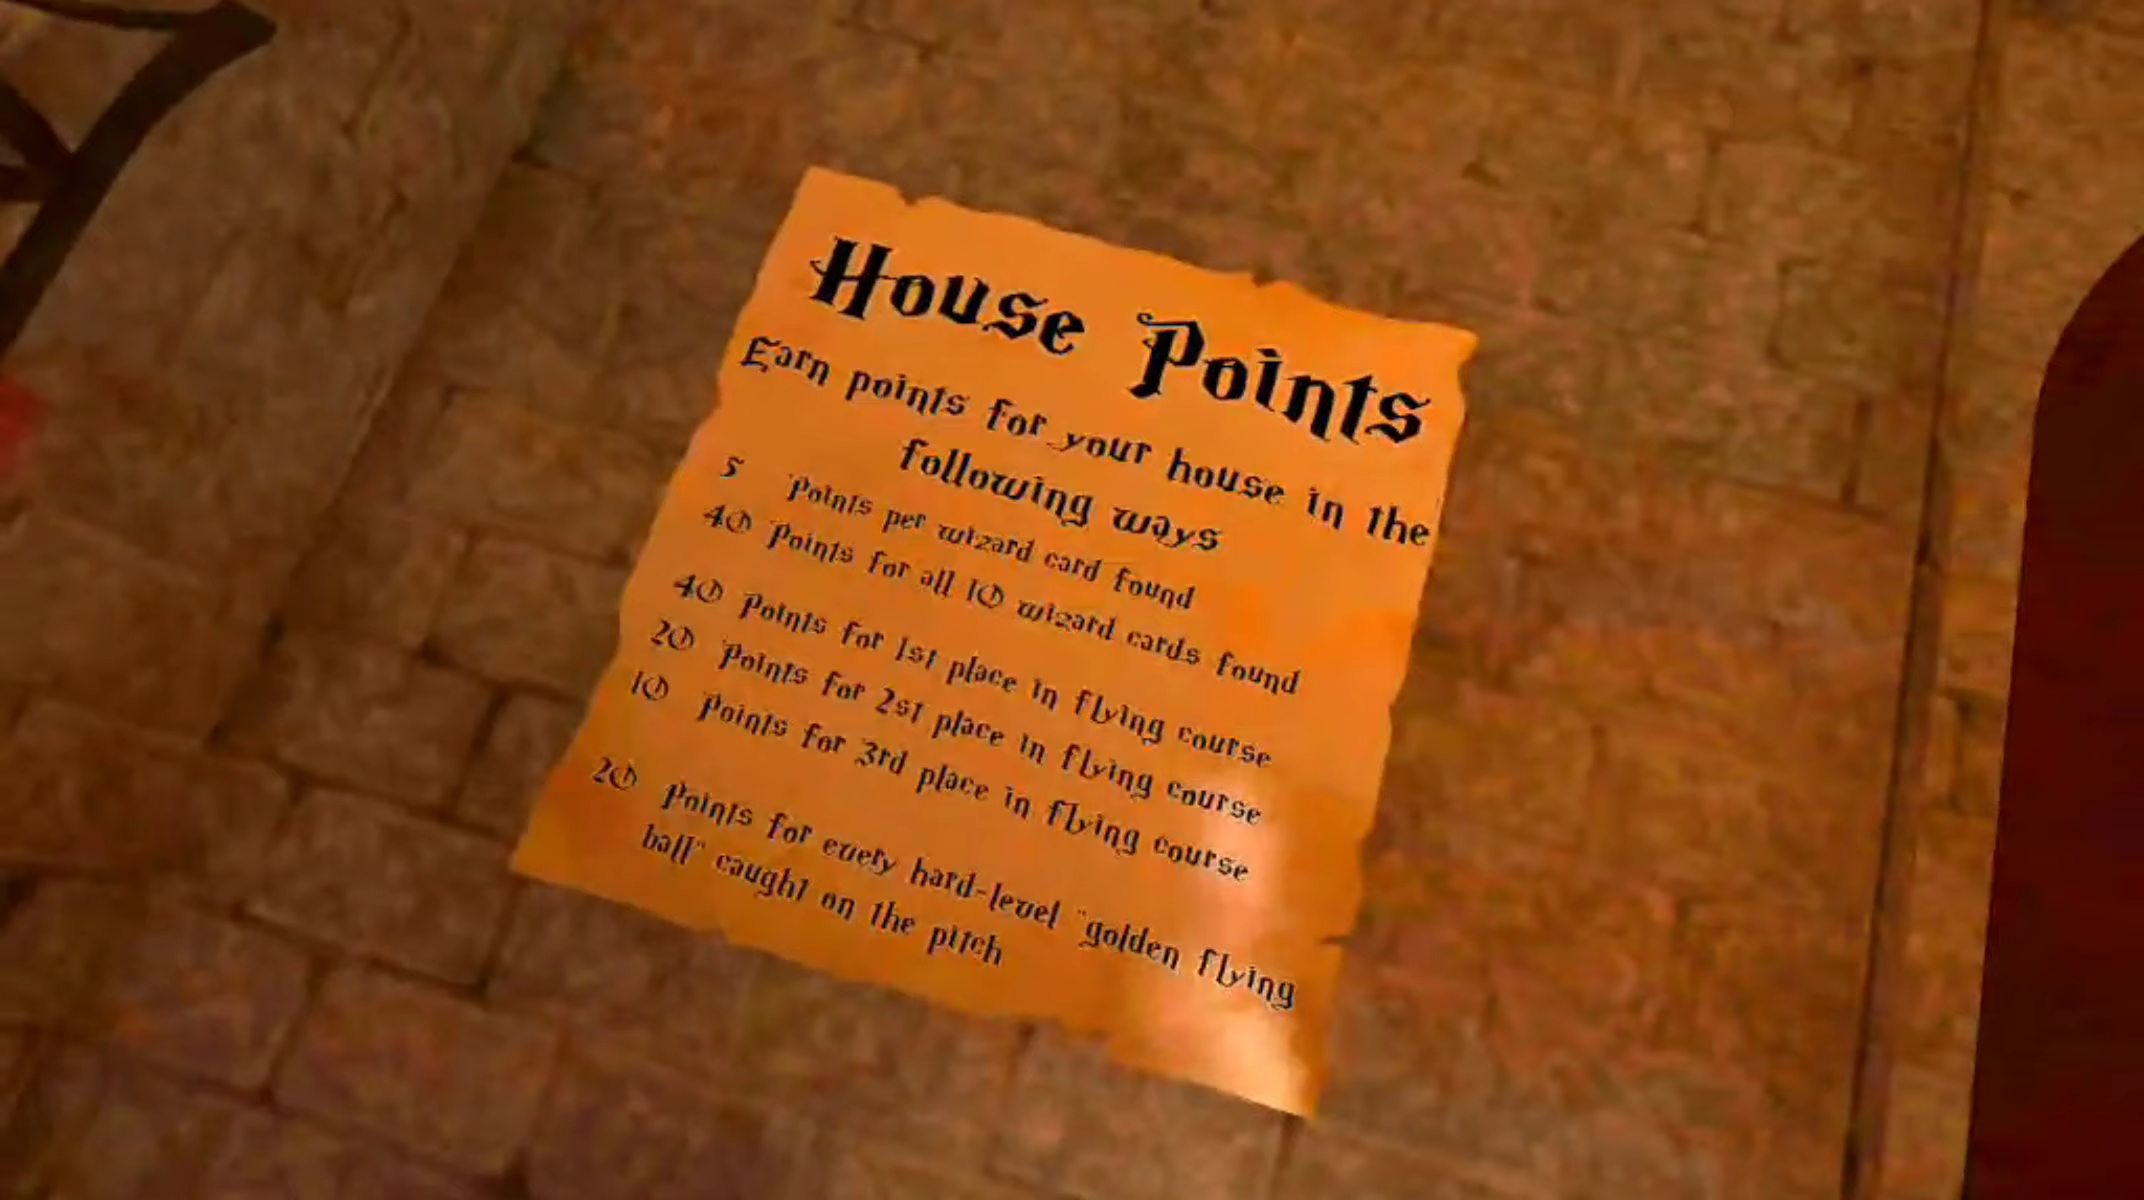 House Points
Earn points for your house in the
following ways
5 Points per wizard card found
40 Points for all 10 wizard cards found
40 Points for 1st place in flying course
20 Points for 2st place in flying course
10 Points for 3rd place in flying course
20 Points for every hard-level "golden flying
ball" caught on the pitch